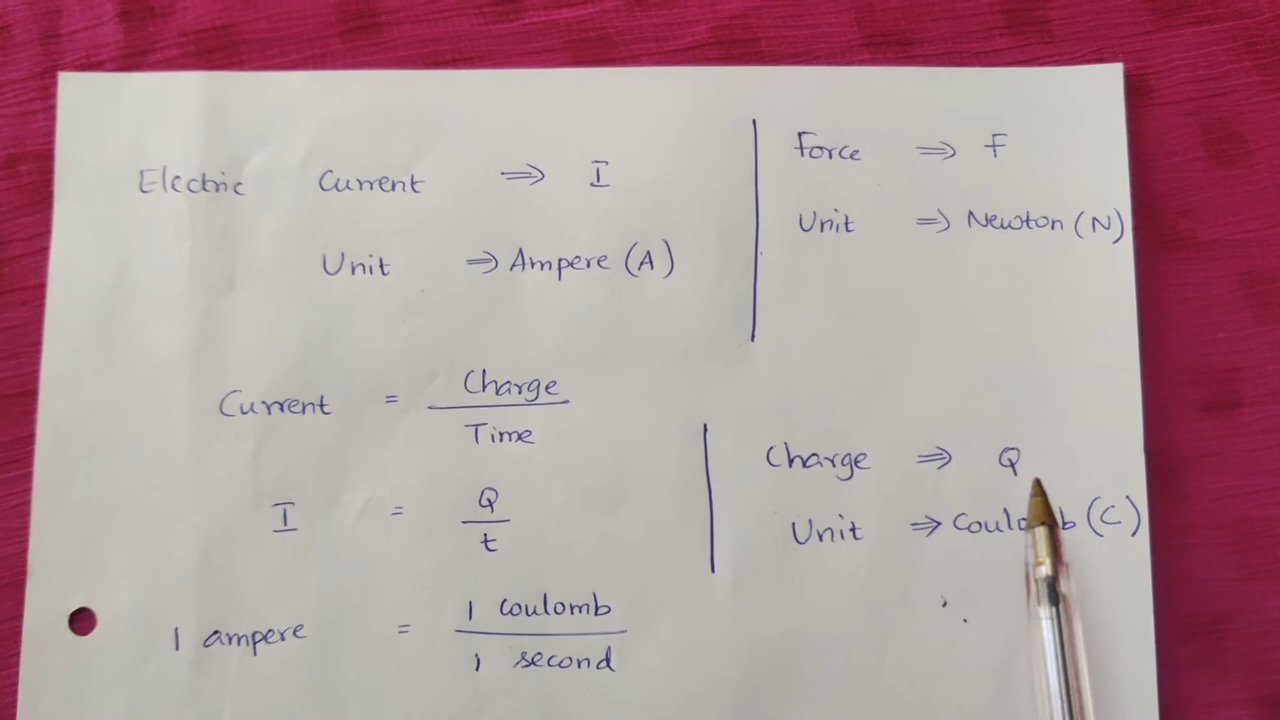 Electric Current ⇒ I
Unit ⇒ Ampere (A)
Force ⇒ F
Unit ⇒ Newton (N)
Current = Charge / Time
I = Q / t
1 ampere = 1 coulomb / 1 second
Charge ⇒ Q
Unit ⇒ Coulomb (C)